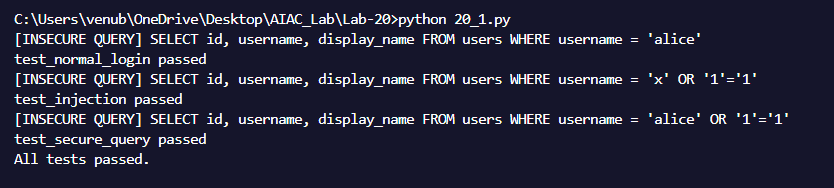 C:\Users\venub\OneDrive\Desktop\AIAC_Lab\Lab-20>python 20_1.py
[INSECURE QUERY] SELECT id, username, display_name FROM users WHERE username = 'alice'
test_normal_login passed
[INSECURE QUERY] SELECT id, username, display_name FROM users WHERE username = 'x' OR '1'='1'
test_injection passed
[INSECURE QUERY] SELECT id, username, display_name FROM users WHERE username = 'alice' OR '1'='1'
test_secure_query passed
All tests passed.